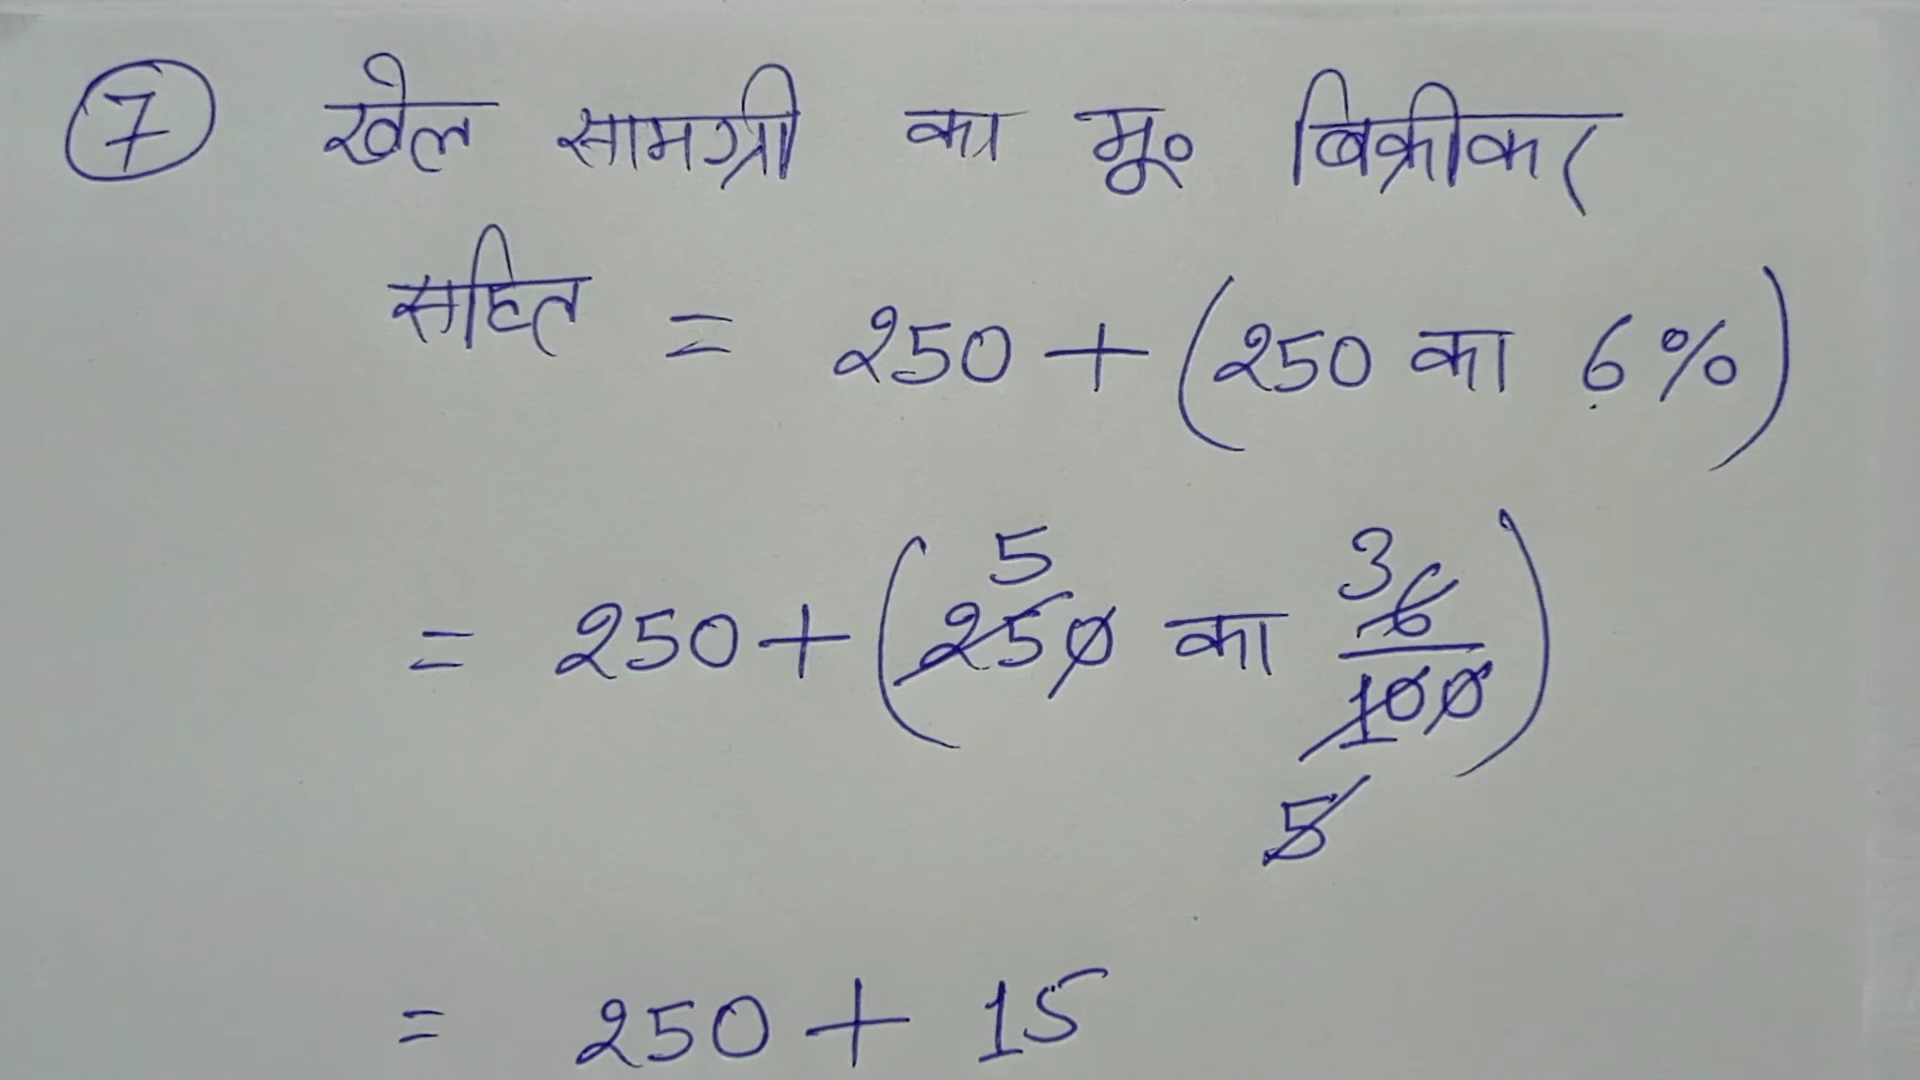 7 खेल सामग्री का मू० बिक्रीकर
सहित = 250 + (250 का 6%)
5 3
= 250 + (250 का 6/100)
5
= 250 + 15